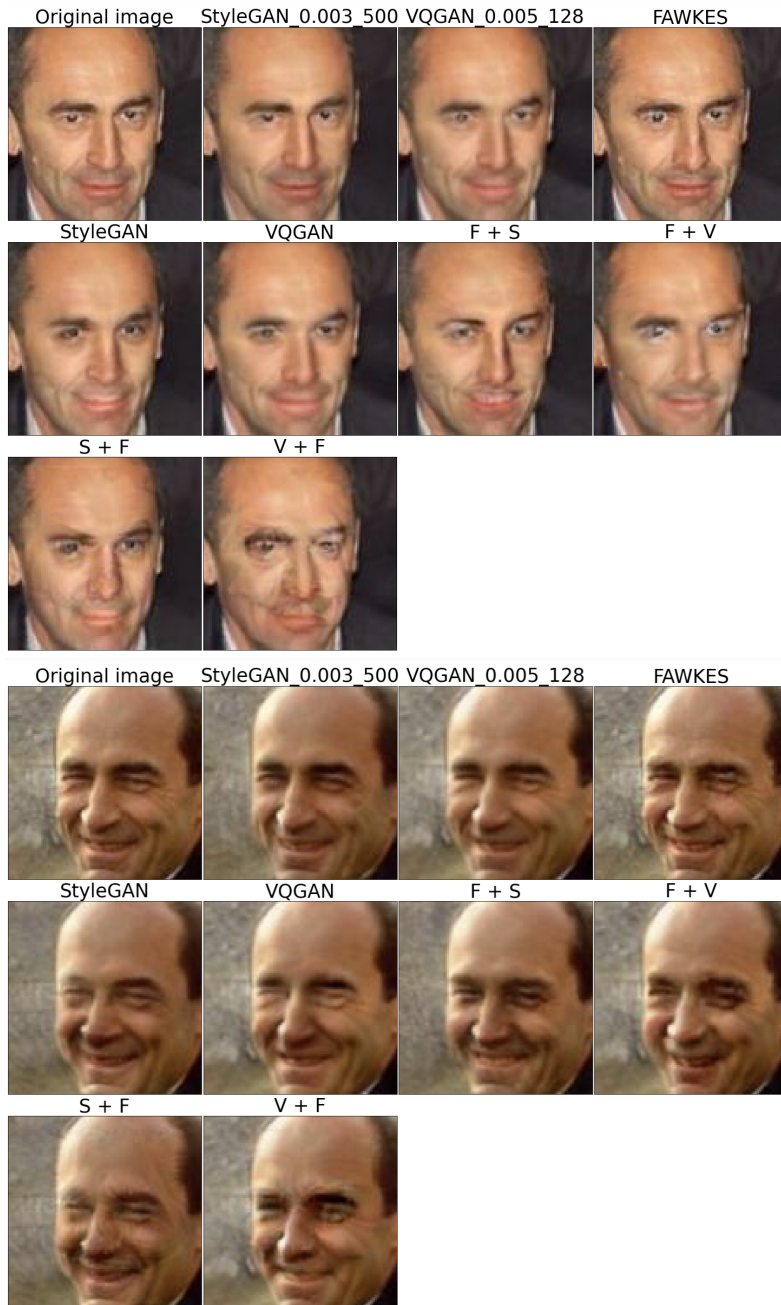 Original image StyleGAN_0.003_500 VQGAN_0.005_128 FAWKES
StyleGAN VQGAN F + S F + V
S + F V + F
Original image StyleGAN_0.003_500 VQGAN_0.005_128 FAWKES
StyleGAN VQGAN F + S F + V
S + F V + F